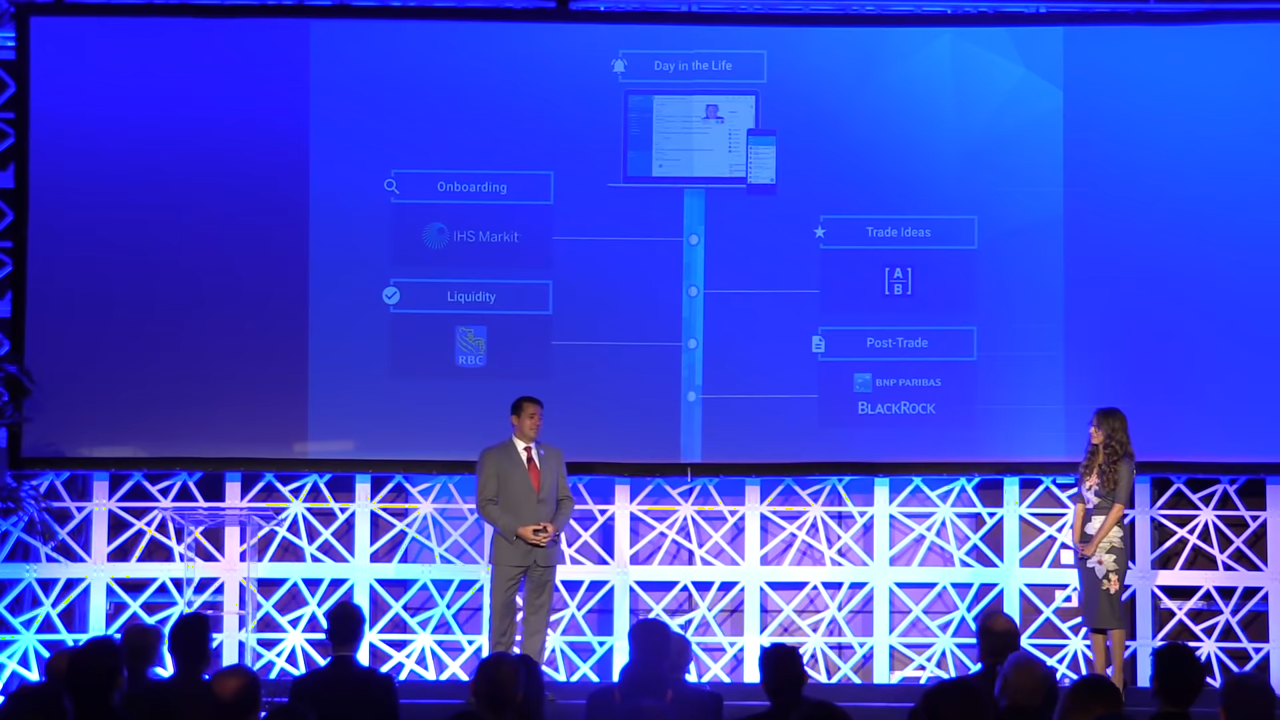 Day in the Life
Onboarding
IHS Markit
Trade Ideas
A
B
Liquidity
RBC
Post-Trade
BNP PARIBAS
BLACKROCK